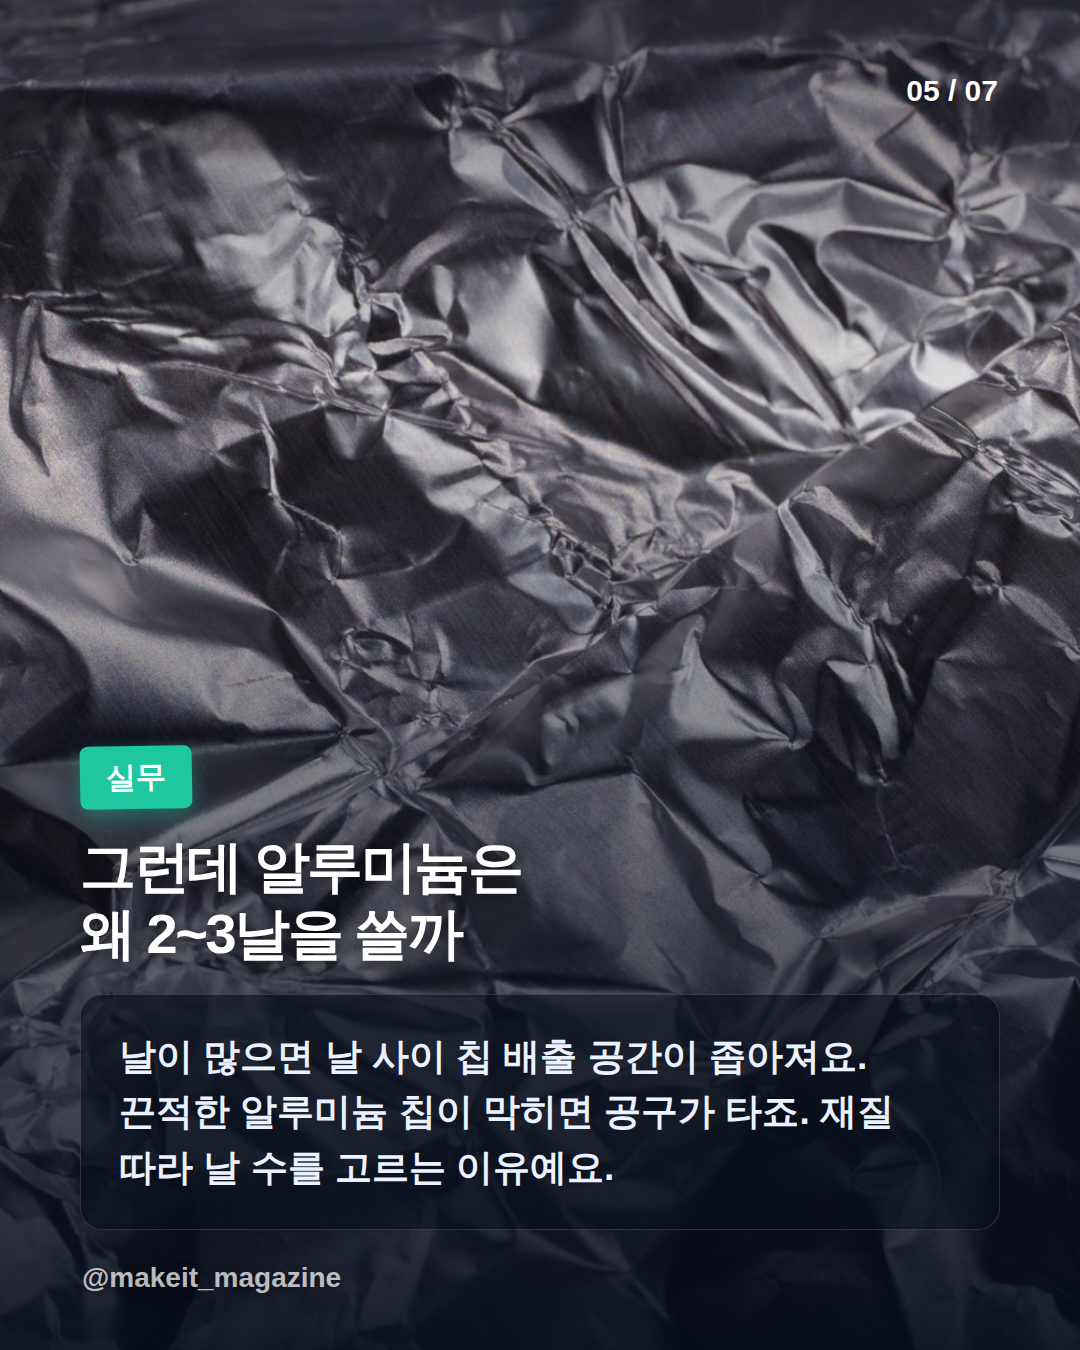 05 / 07
실무
그런데 알루미늄은
왜 2~3날을 쓸까
날이 많으면 날 사이 칩 배출 공간이 좁아져요.
끈적한 알루미늄 칩이 막히면 공구가 타죠. 재질
따라 날 수를 고르는 이유예요.
@makeit_magazine